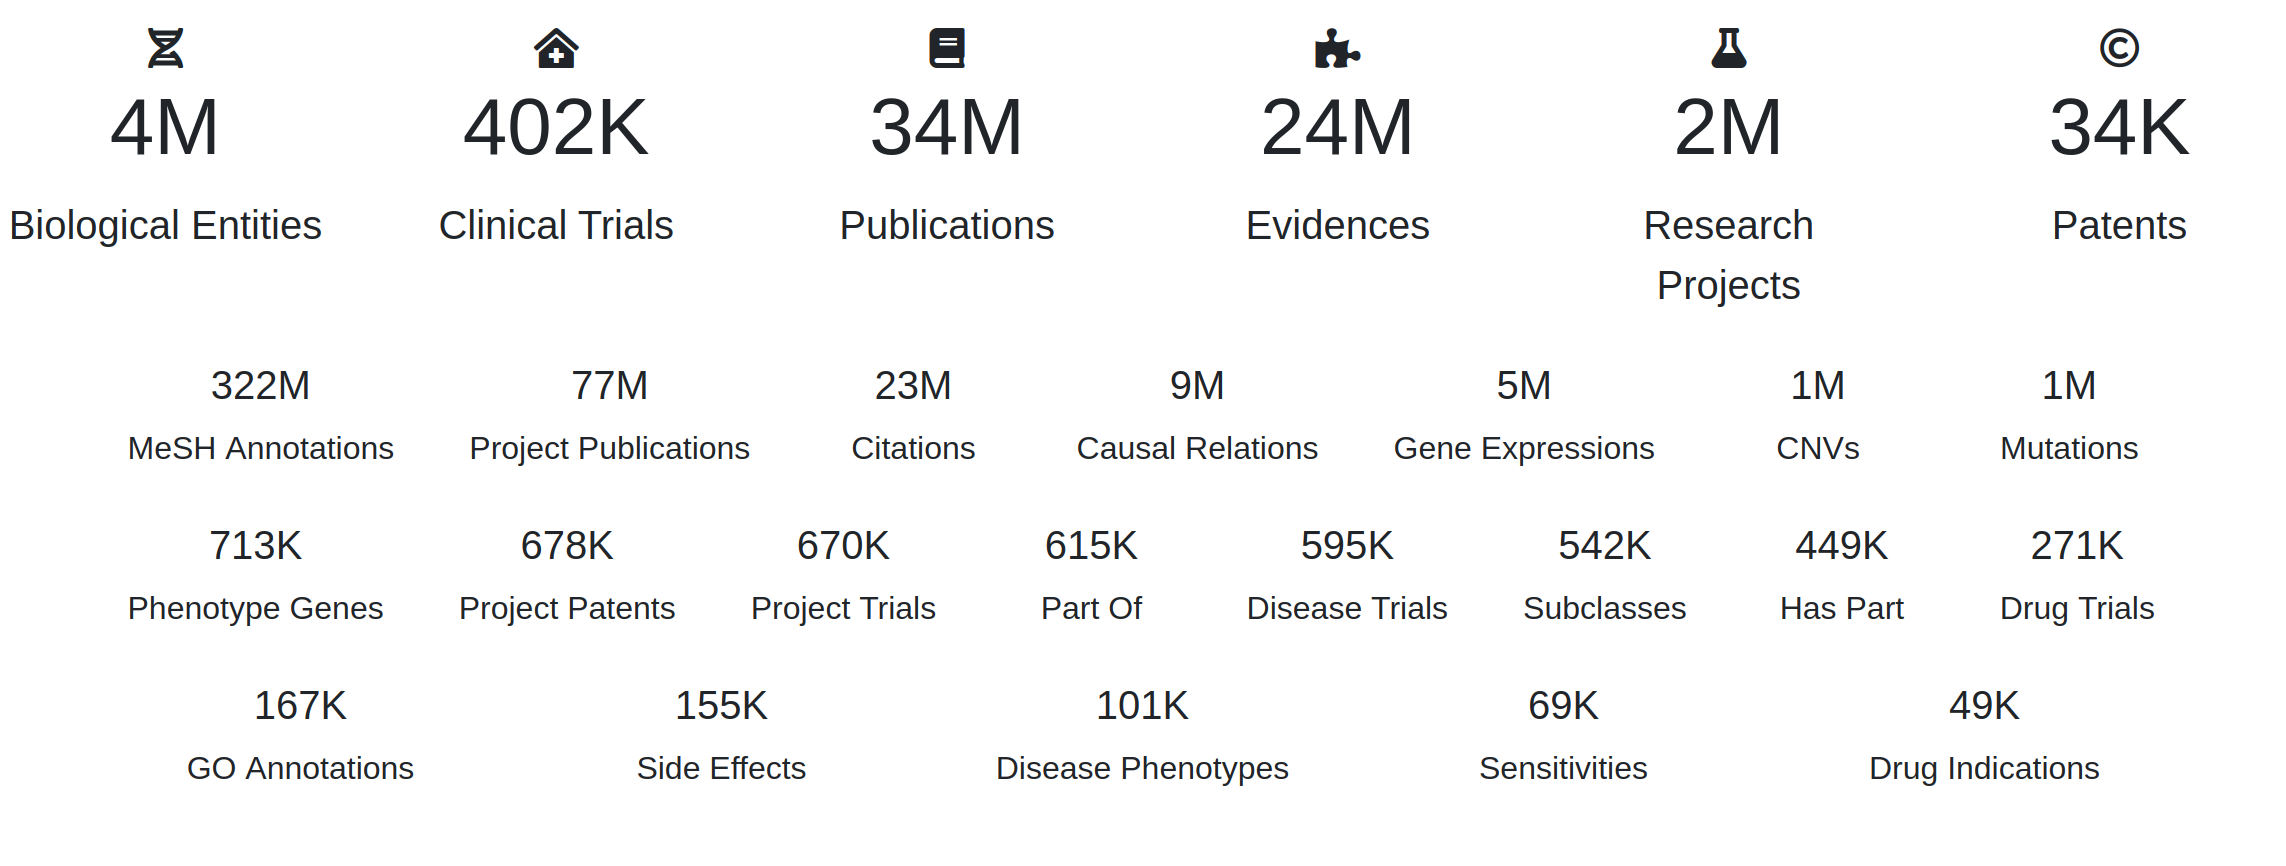 4M 402K 34M 24M 2M 34K
Biological Entities Clinical Trials Publications Evidences Research Patents
Projects
322M 77M 23M 9M 5M 1M 1M
MeSH Annotations Project Publications Citations Causal Relations Gene Expressions CNVs Mutations
713K 678K 670K 615K 595K 542K 449K 271K
Phenotype Genes Project Patents Project Trials Part Of Disease Trials Subclasses Has Part Drug Trials
167K 155K 101K 69K 49K
GO Annotations Side Effects Disease Phenotypes Sensitivities Drug Indications